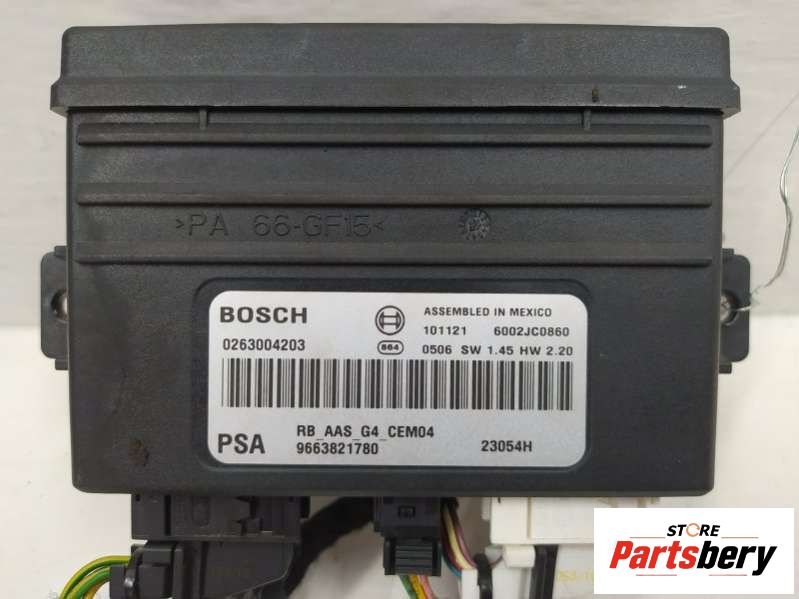 >PA 66-GF15<
BOSCH
ASSEMBLED IN MEXICO
101121 6002JC0860
0263004203
864 0506 SW 1.45 HW 2.20
RB_AAS_G4_CEM04
PSA 9663821780 23054H
STORE
Partsbery